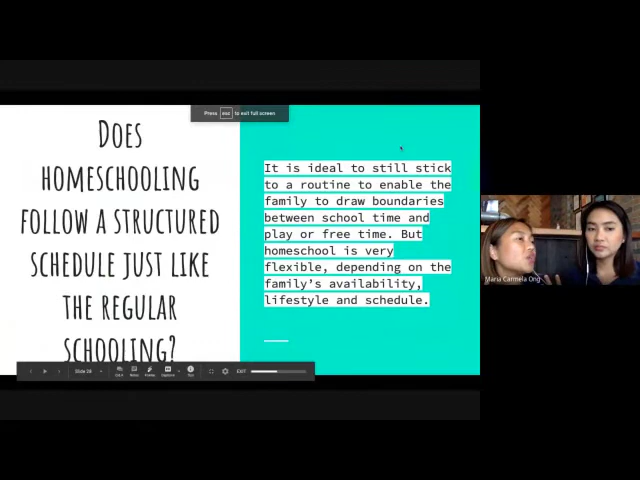 Press esc to exit full screen
DOES
HOMESCHOOLING
FOLLOW A STRUCTURED
SCHEDULE JUST LIKE
THE REGULAR
SCHOOLING?
It is ideal to still stick
to a routine to enable the
family to draw boundaries
between school time and
play or free time. But
homeschool is very
flexible, depending on the
family's availability,
lifestyle and schedule.
Maria Carmela Ong
Slide 28
EXIT